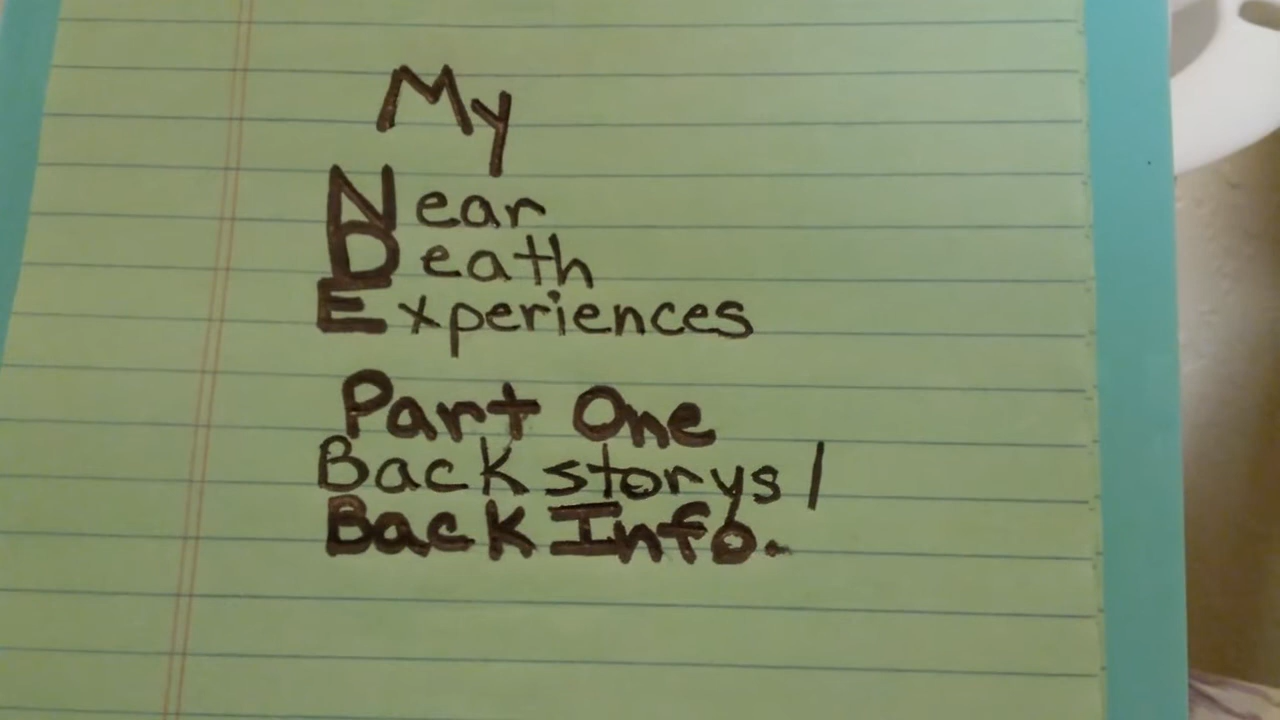 My
Near
Death
Experiences
Part One
Backstorys/
Back Info.